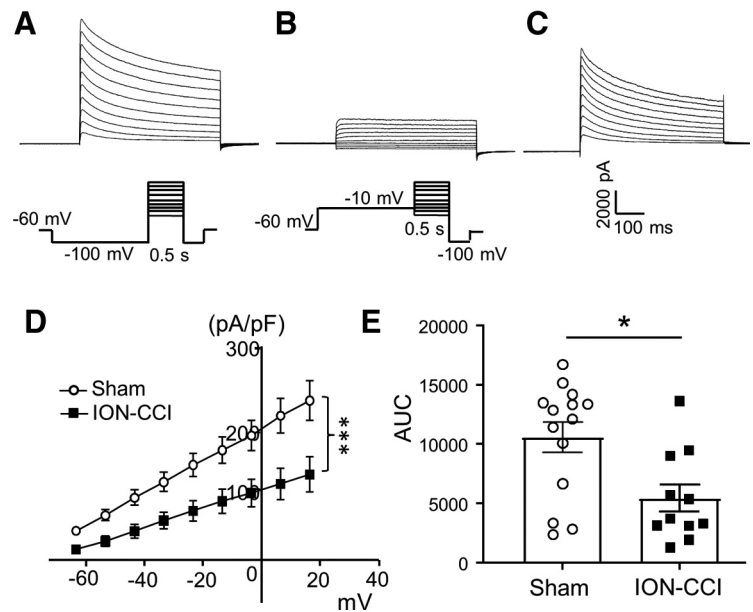 A
B
C
-60 mV
-100 mV
0.5 s
-60 mV
-10 mV
0.5 s
-100 mV
2000 pA
100 ms
D
(pA/pF)
300
200
100
0
-60
-40
-20
20
40
mV
Sham
ION-CCI
***
E
AUC
20000
15000
10000
5000
0
*
Sham
ION-CCI